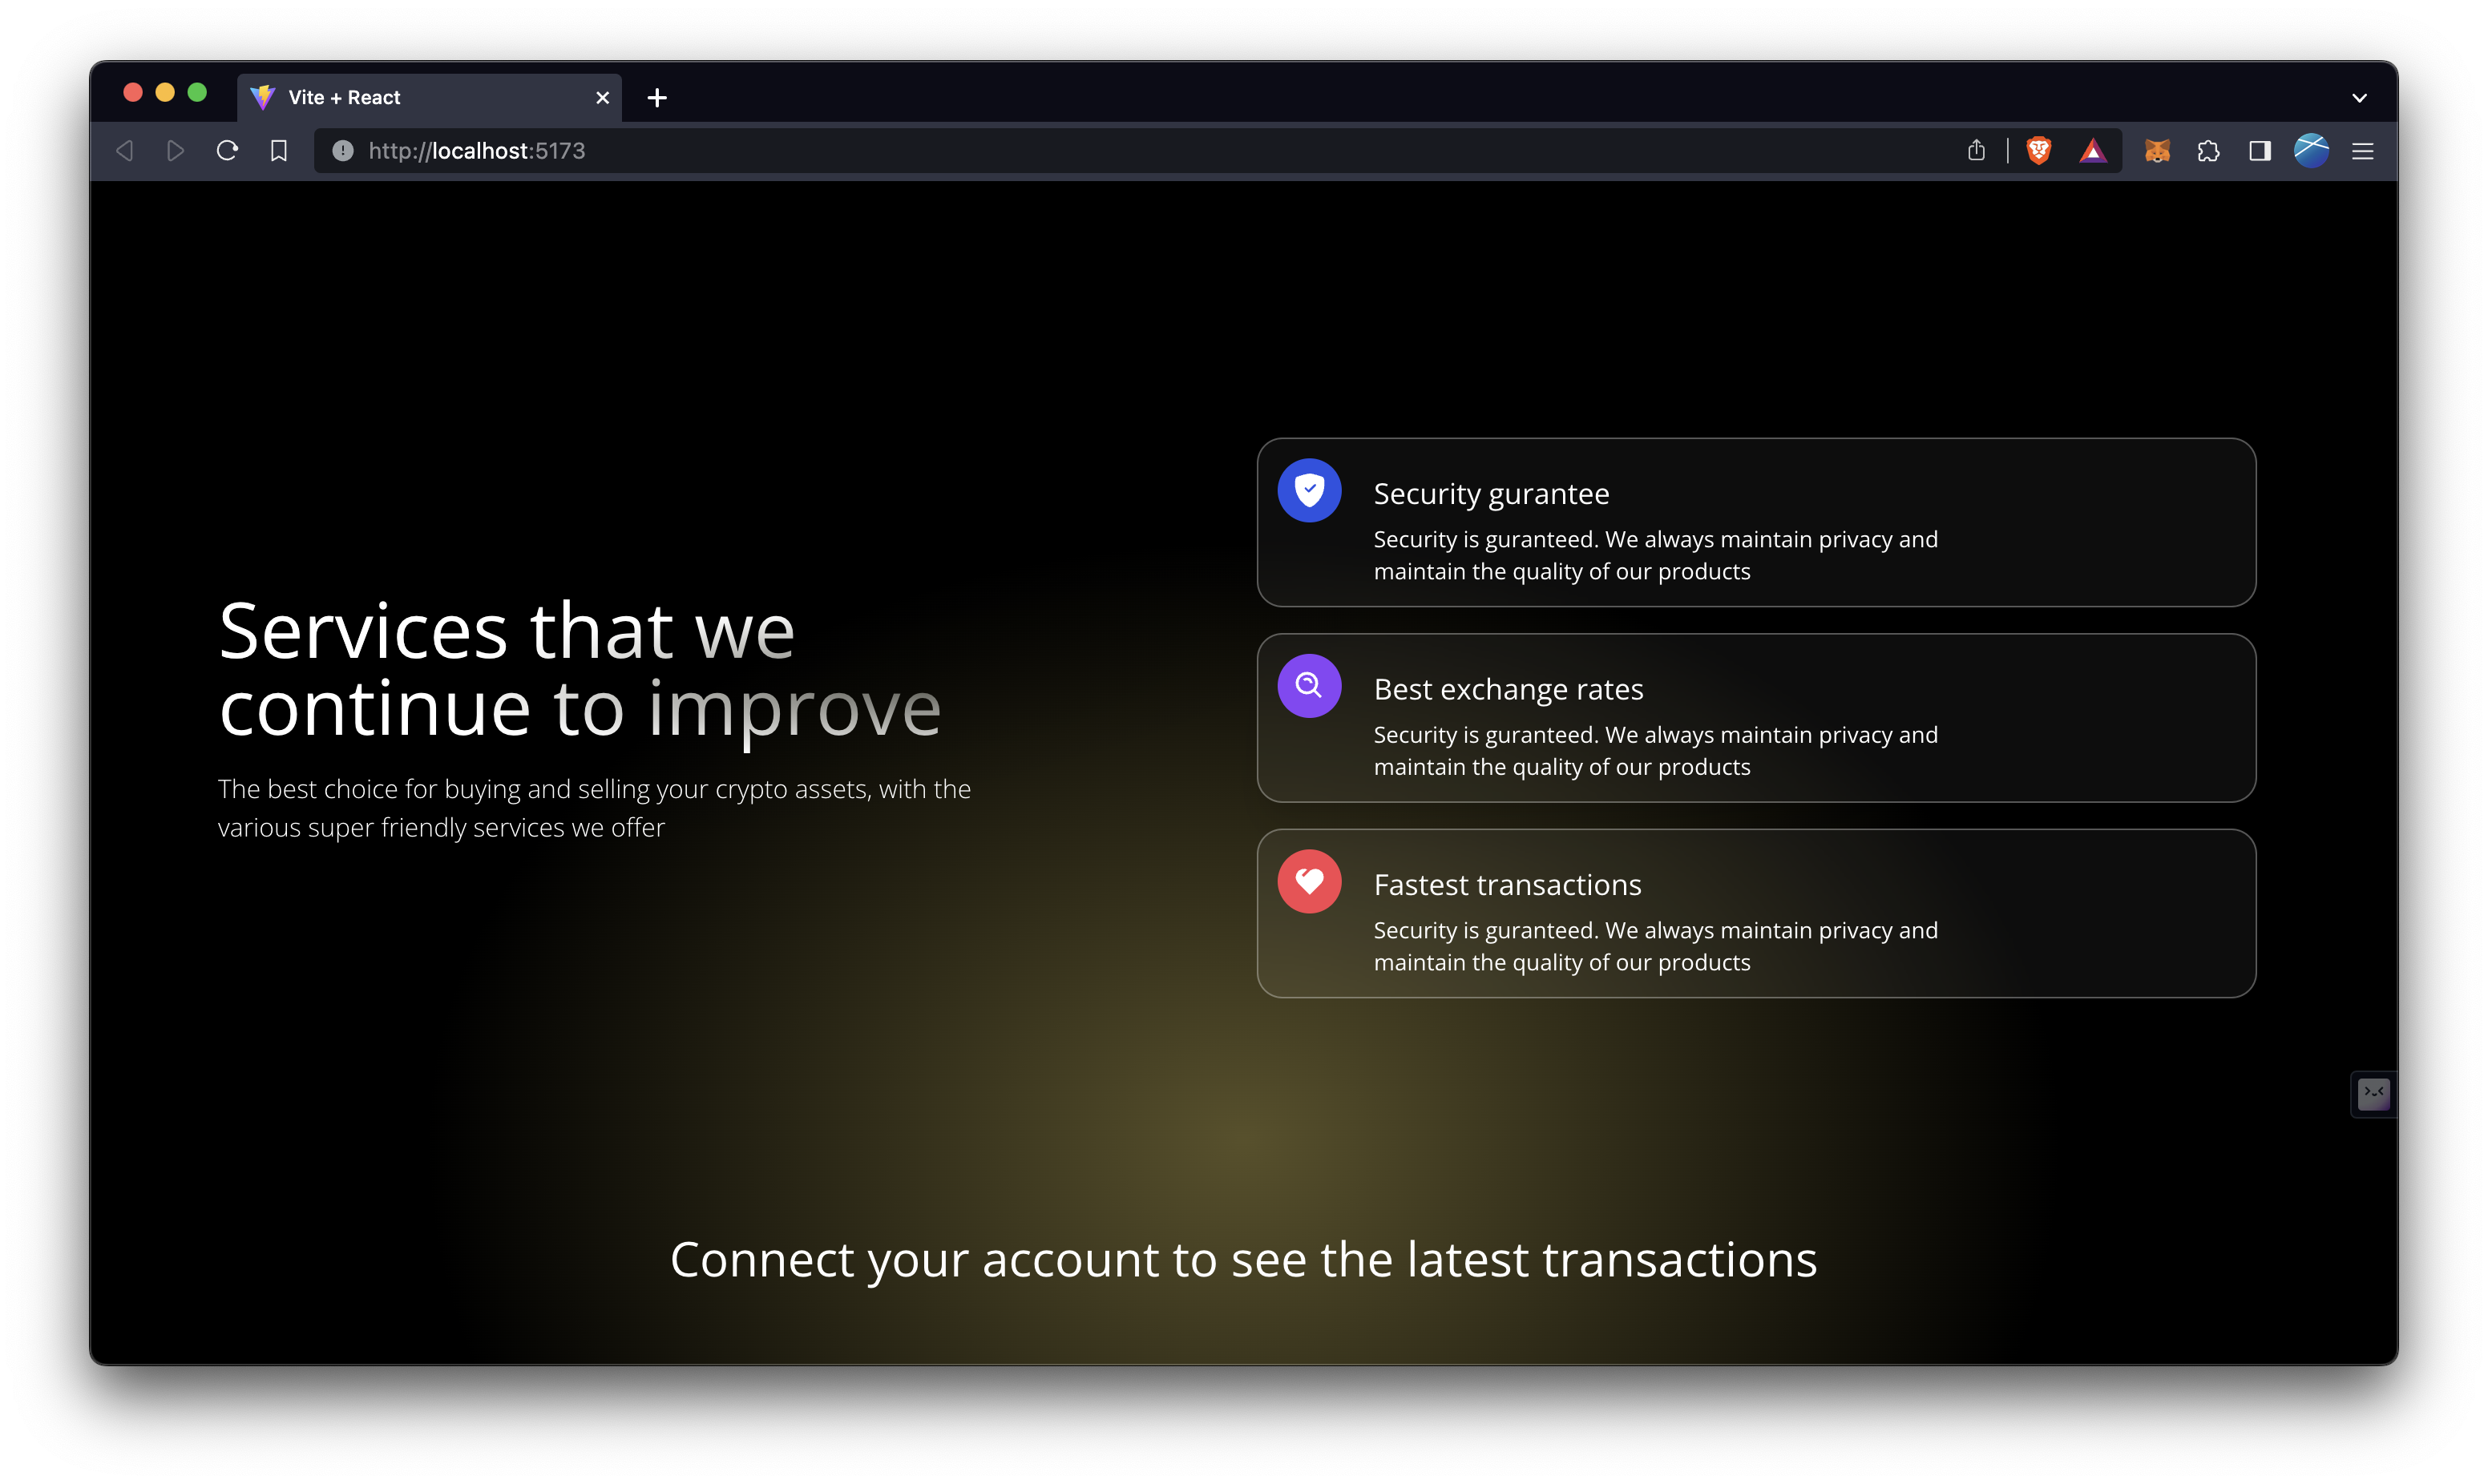 Vite + React
http://localhost:5173
Services that we
continue to improve
The best choice for buying and selling your crypto assets, with the
various super friendly services we offer
Security gurantee
Security is guranteed. We always maintain privacy and
maintain the quality of our products
Best exchange rates
Security is guranteed. We always maintain privacy and
maintain the quality of our products
Fastest transactions
Security is guranteed. We always maintain privacy and
maintain the quality of our products
Connect your account to see the latest transactions